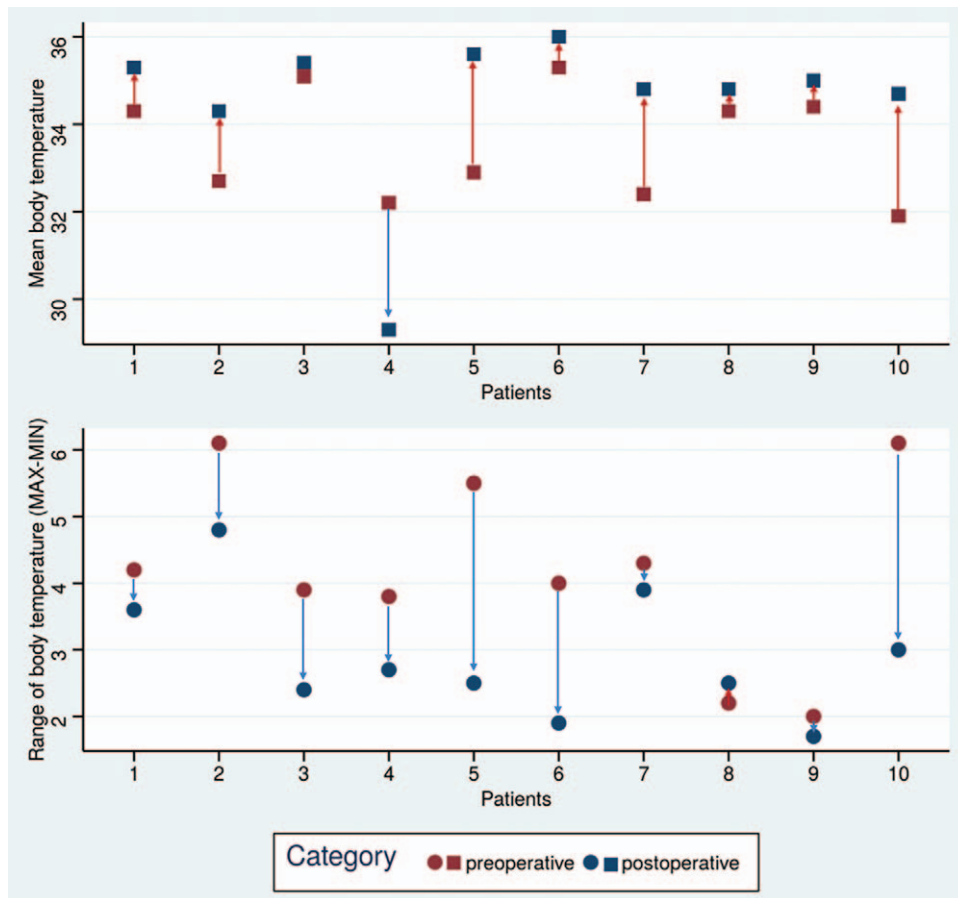 Mean body temperature
36
34
32
30
1 2 3 4 5 6 7 8 9 10
Patients
Range of body temperature (MAX-MIN)
6
5
4
3
2
1 2 3 4 5 6 7 8 9 10
Patients
Category preoperative postoperative